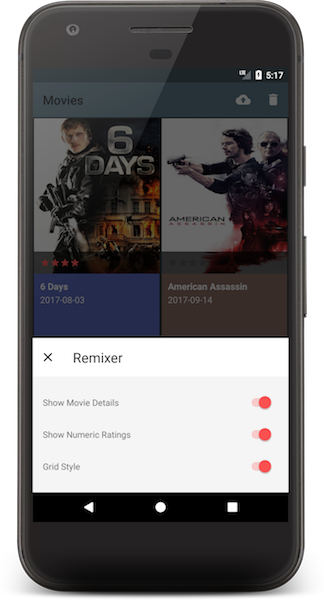 LTE 5:17
Movies
6
DAYS
AMERICAN
ASSASSIN
6 Days
2017-08-03
American Assassin
2017-09-14
Remixer
Show Movie Details
Show Numeric Ratings
Grid Style